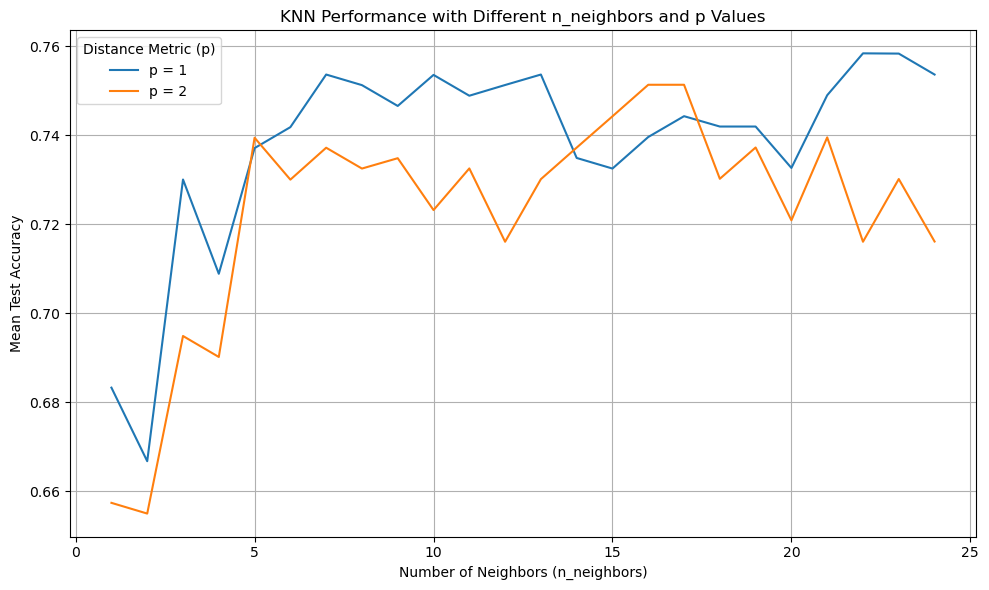 KNN Performance with Different n_neighbors and p Values
Distance Metric (p)
p = 1
p = 2
0.76
0.74
0.72
0.70
0.68
0.66
Mean Test Accuracy
0
5
10
15
20
25
Number of Neighbors (n_neighbors)